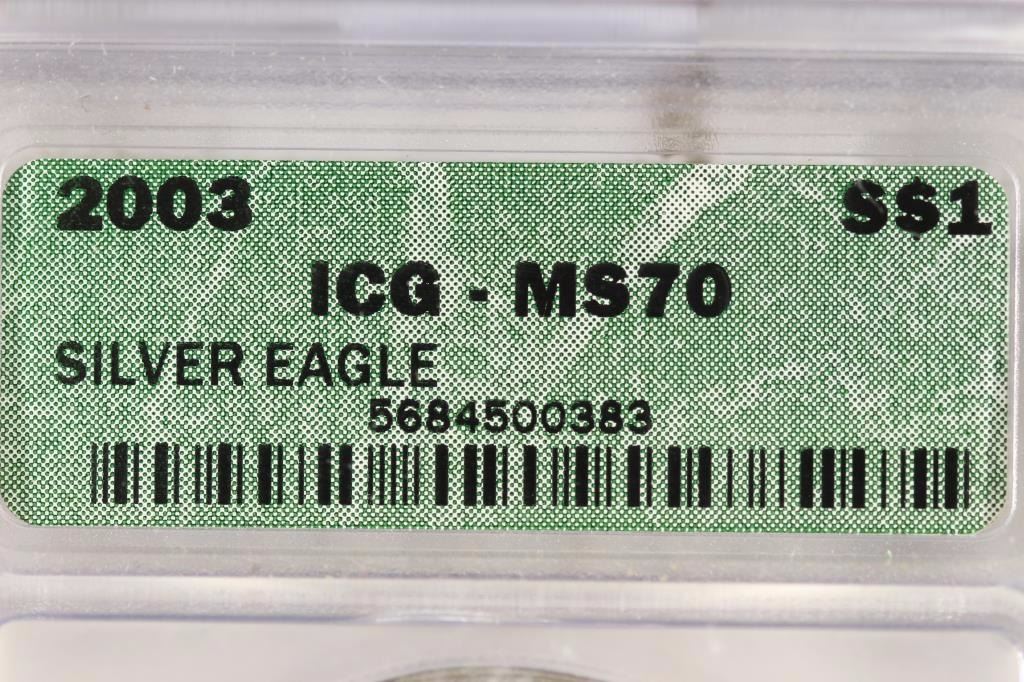 2003 S$1
ICG - MS70
SILVER EAGLE
5684500383